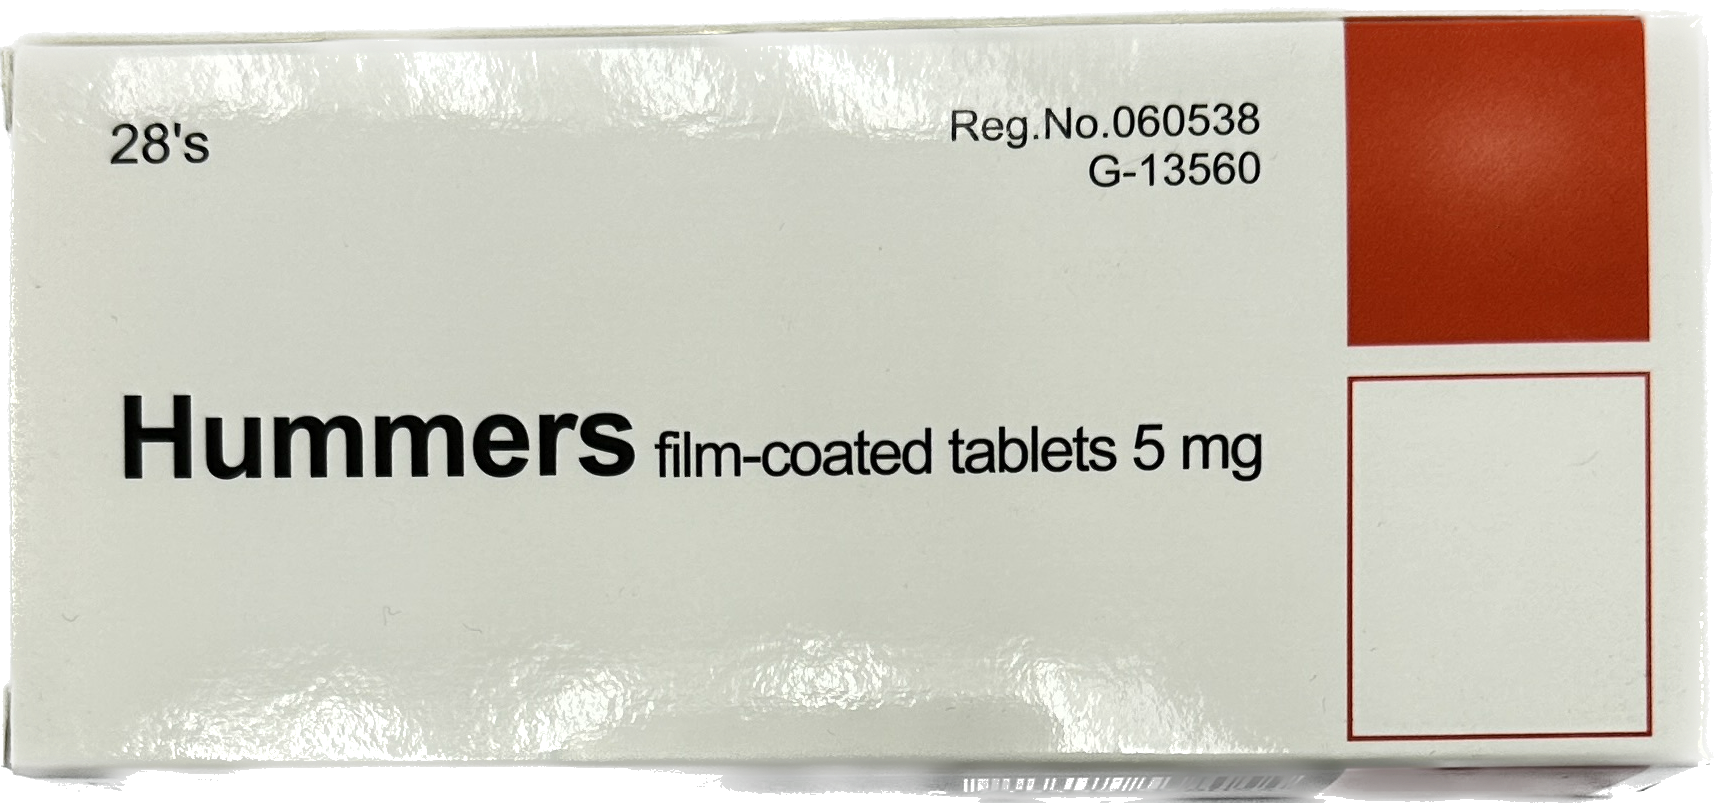 28's
Reg.No.060538
G-13560
Hummers film-coated tablets 5 mg